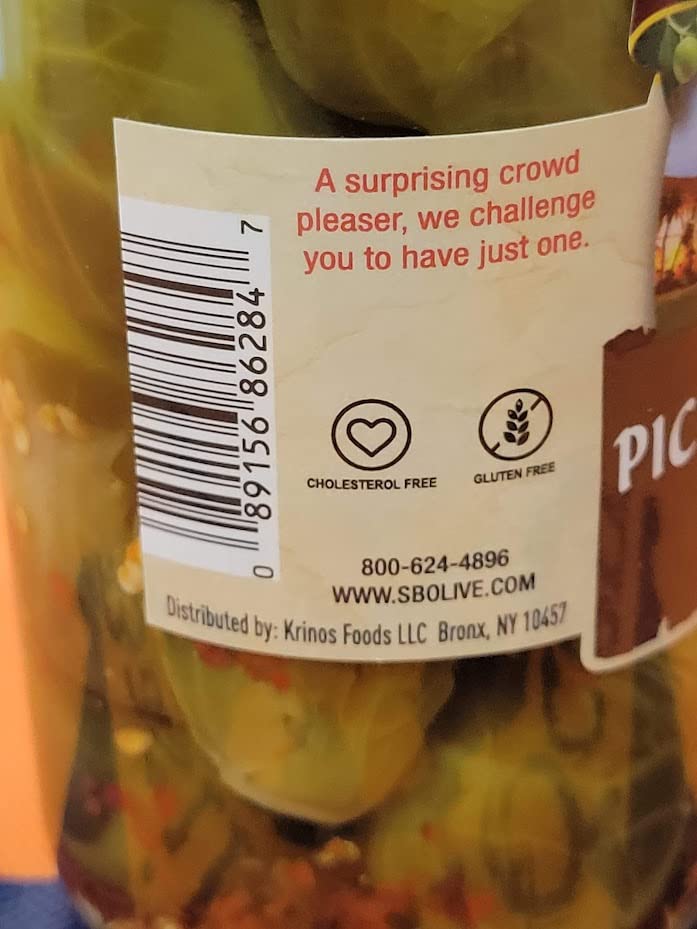 A surprising crowd
pleaser, we challenge
you to have just one.
0 89156 86284 7
CHOLESTEROL FREE
GLUTEN FREE
800-624-4896
WWW.SBOLIVE.COM
Distributed by: Krinos Foods LLC Bronx, NY 10457
PIC